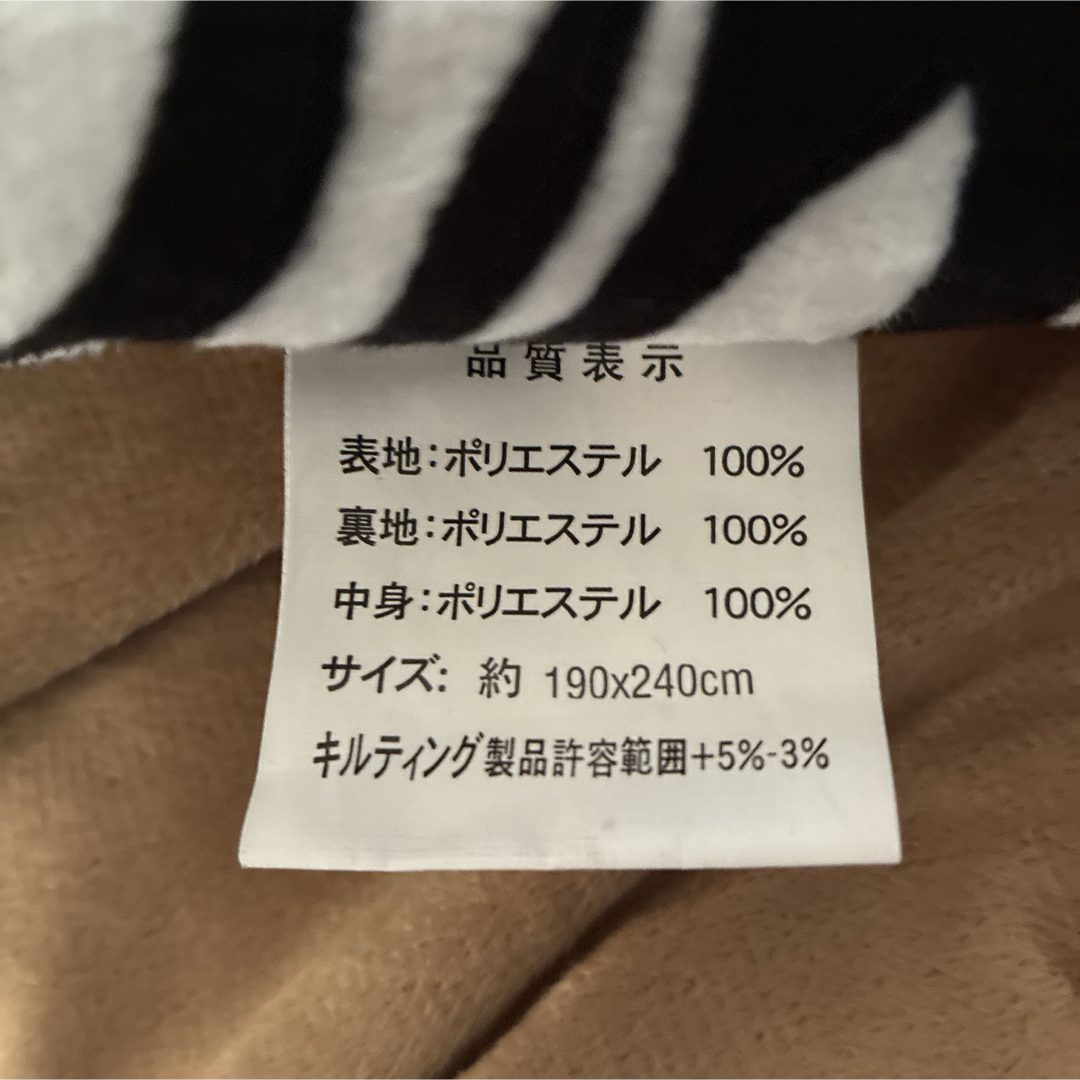 品質表示
表地:ポリエステル 100%
裏地:ポリエステル 100%
中身:ポリエステル 100%
サイズ: 約 190x240cm
キルティング製品許容範囲+5%-3%